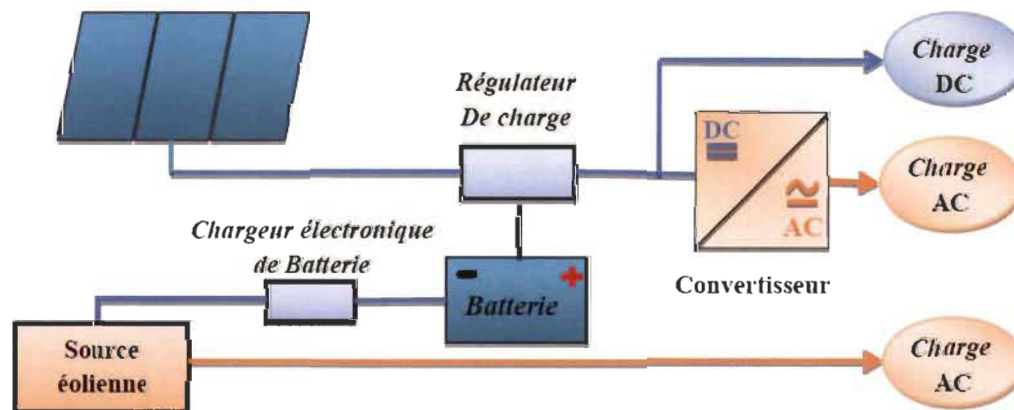 Charge
DC
Régulateur
De charge
DC
AC
Charge
AC
Chargeur électronique
de Batterie
- +
Batterie
Convertisseur
Source
éolienne
Charge
AC